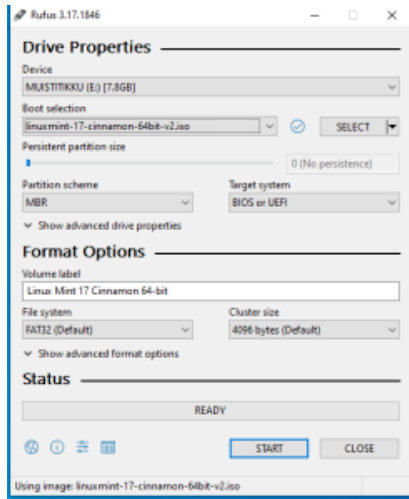 Rufus 3.17.1846
Drive Properties
Device
MUISTITIKKU (E:) [7.8GB]
Boot selection
linuxmint-17-cinnamon-64bit-v2.iso
SELECT
Persistent partition size
0 (No persistence)
Partition scheme Target system
MBR BIOS or UEFI
Show advanced drive properties
Format Options
Volume label
Linux Mint 17 Cinnamon 64-bit
File system Cluster size
FAT32 (Default) 4096 bytes (Default)
Show advanced format options
Status
READY
START CLOSE
Using image: linuxmint-17-cinnamon-64bit-v2.iso